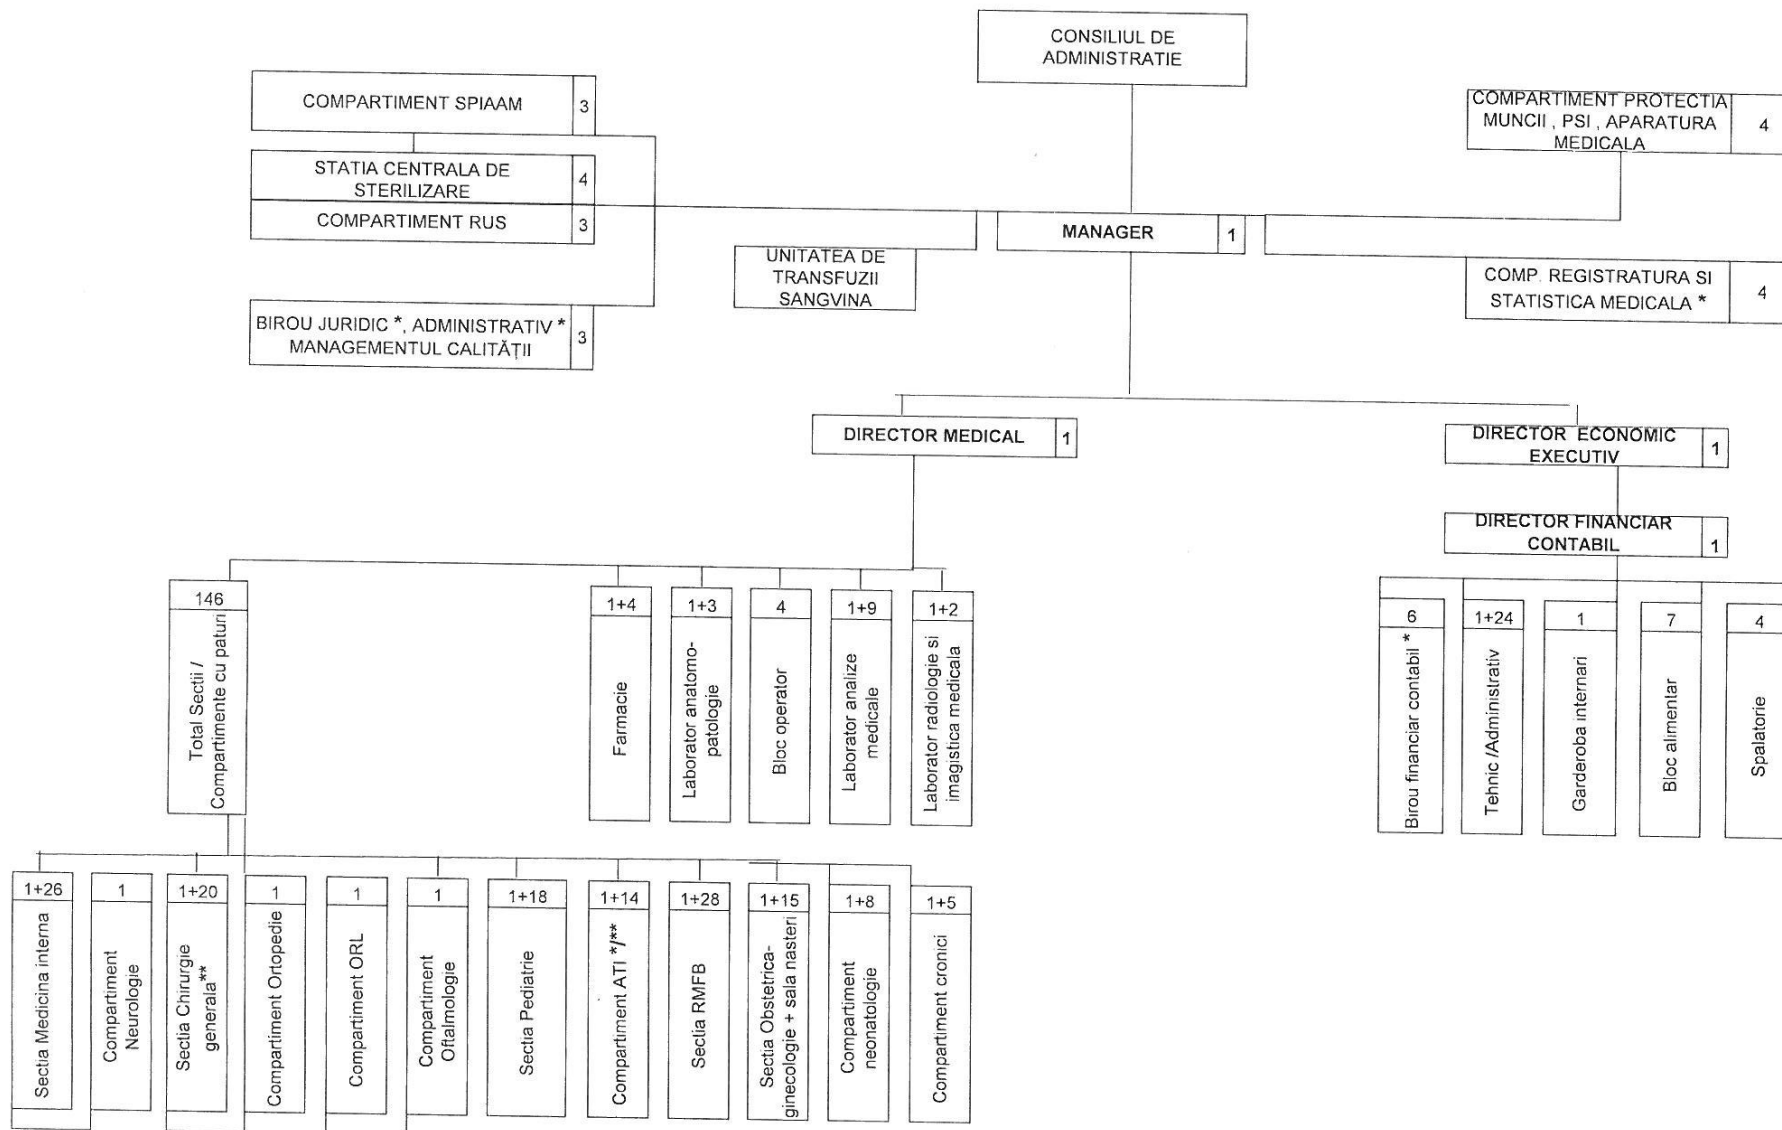 CONSILIUL DE
ADMINISTRATIE
COMPARTIMENT SPIAAM
3
COMPARTIMENT PROTECTIA
MUNCII , PSI , APARATURA
MEDICALA
4
STATIA CENTRALA DE
STERILIZARE
4
COMPARTIMENT RUS
3
MANAGER
1
UNITATEA DE
TRANSFUZII
SANGVINA
COMP. REGISTRATURA SI
STATISTICA MEDICALA *
4
BIROU JURIDIC *, ADMINISTRATIV *
MANAGEMENTUL CALITĂȚII
3
DIRECTOR MEDICAL
1
DIRECTOR ECONOMIC
EXECUTIV
1
DIRECTOR FINANCIAR
CONTABIL
1
146
Total Sectii /
Compartimente cu paturi
1+4
Farmacie
1+3
Laborator anatomo-
patologie
4
Bloc operator
1+9
Laborator analize
medicale
1+2
Laborator radiologie si
imagistica medicala
6
Birou financiar contabil *
1+24
Tehnic /Administrativ
1
Garderoba internari
7
Bloc alimentar
4
Spalatorie
1+26
Sectia Medicina interna
1
Compartiment
Neurologie
1+20
Sectia Chirurgie
generala**
1
Compartiment Ortopedie
1
Compartiment ORL
1
Compartiment
Oftalmologie
1+18
Sectia Pediatrie
1+14
Compartiment ATI */**
1+28
Sectia RMFB
1+15
Sectia Obstetrica-
ginecologie + sala nasteri
1+8
Compartiment
neonatologie
1+5
Compartiment cronici